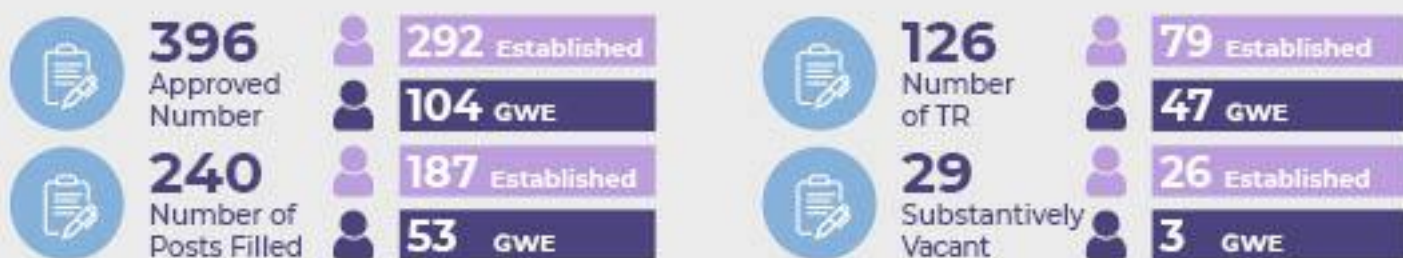 396
Approved
Number
292 Established
104 GWE
126
Number
of TR
79 Established
47 GWE
240
Number of
Posts Filled
187 Established
53 GWE
29
Substantively
Vacant
26 Established
3 GWE